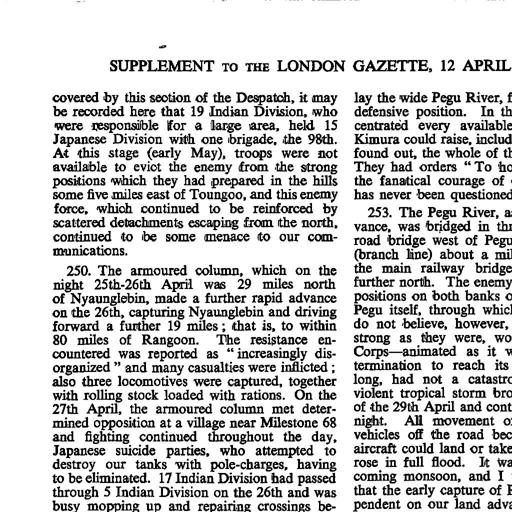 SUPPLEMENT TO THE LONDON GAZETTE, 12 APRIL
covered by this section of the Despatch, it may
be recorded here that 19 Indian Division, who
were responsible for a large area, held 15
Japanese Division with one brigade, the 98th.
At this stage (early May), troops were not
available to evict the enemy from the strong
positions which they had prepared in the hills
some five miles east of Toungoo, and this enemy
force, which continued to be reinforced by
scattered detachments escaping from the north,
continued to be some menace to our com-
munications.
250. The armoured column, which on the
night 25th-26th April was 29 miles north
of Nyaunglebin, made a further rapid advance
on the 26th, capturing Nyaunglebin and driving
forward a further 19 miles; that is, to within
80 miles of Rangoon. The resistance en-
countered was reported as "increasingly dis-
organized" and many casualties were inflicted;
also three locomotives were captured, together
with rolling stock loaded with rations. On the
27th April, the armoured column met deter-
mined opposition at a village near Milestone 68
and fighting continued throughout the day,
Japanese suicide parties, who attempted to
destroy our tanks with pole-charges, having
to be eliminated. 17 Indian Division had passed
through 5 Indian Division on the 26th and was
busy mopping up and repairing crossings be-
lay the wide Pegu River, f
defensive position. In th
centrated every available
Kimura could raise, includ
found out, the whole of th
They had orders "To ho
the fanatical courage of
has never been questioned
253. The Pegu River, a
vance, was bridged in thr
road bridge west of Pegu
(branch line) about a mil
the main railway bridge
further north. The enemy
positions on both banks o
Pegu itself, through whic
do not believe, however,
strong as they were, wo
Corps—animated as it w
termination to reach its
long, had not a catastro
violent tropical storm bro
of the 29th April and cont
night. All movement o
vehicles off the road bec
aircraft could land or take
rose in full flood. It wa
coming monsoon, and I
that the early capture of R
pendent on our land adva